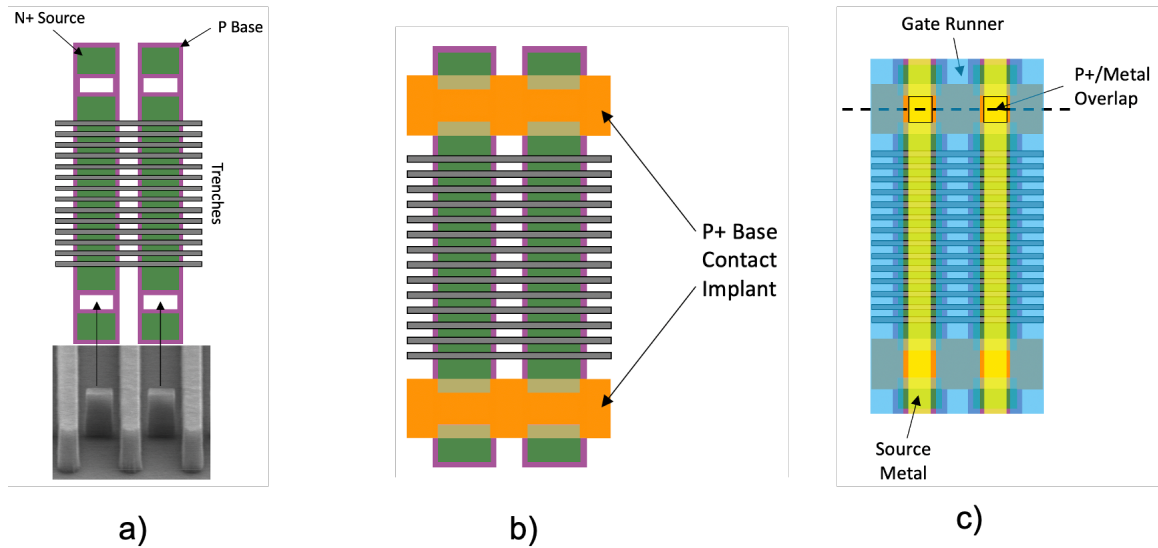 N+ Source
P Base
Trenches
a)
P+ Base
Contact
Implant
b)
Gate Runner
P+/Metal
Overlap
Source
Metal
c)